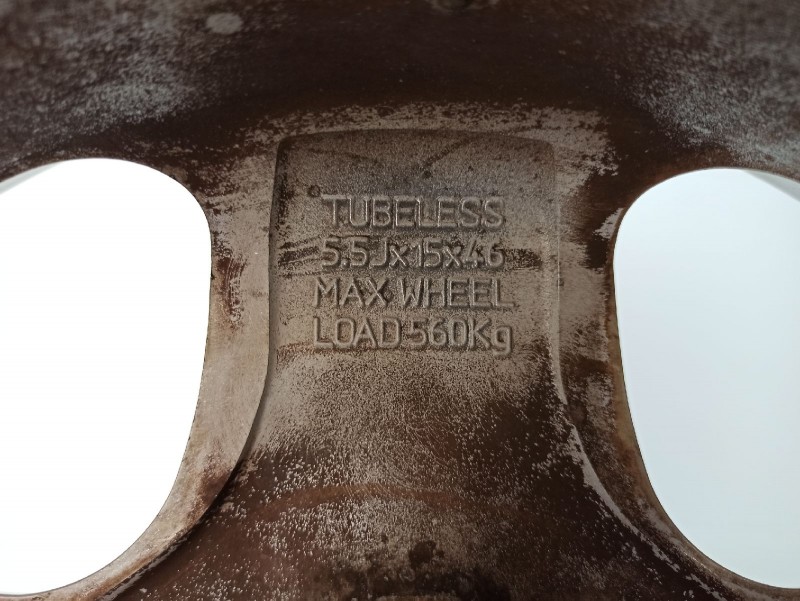 TUBELESS
5.5Jx15x46
MAX WHEEL
LOAD 560Kg